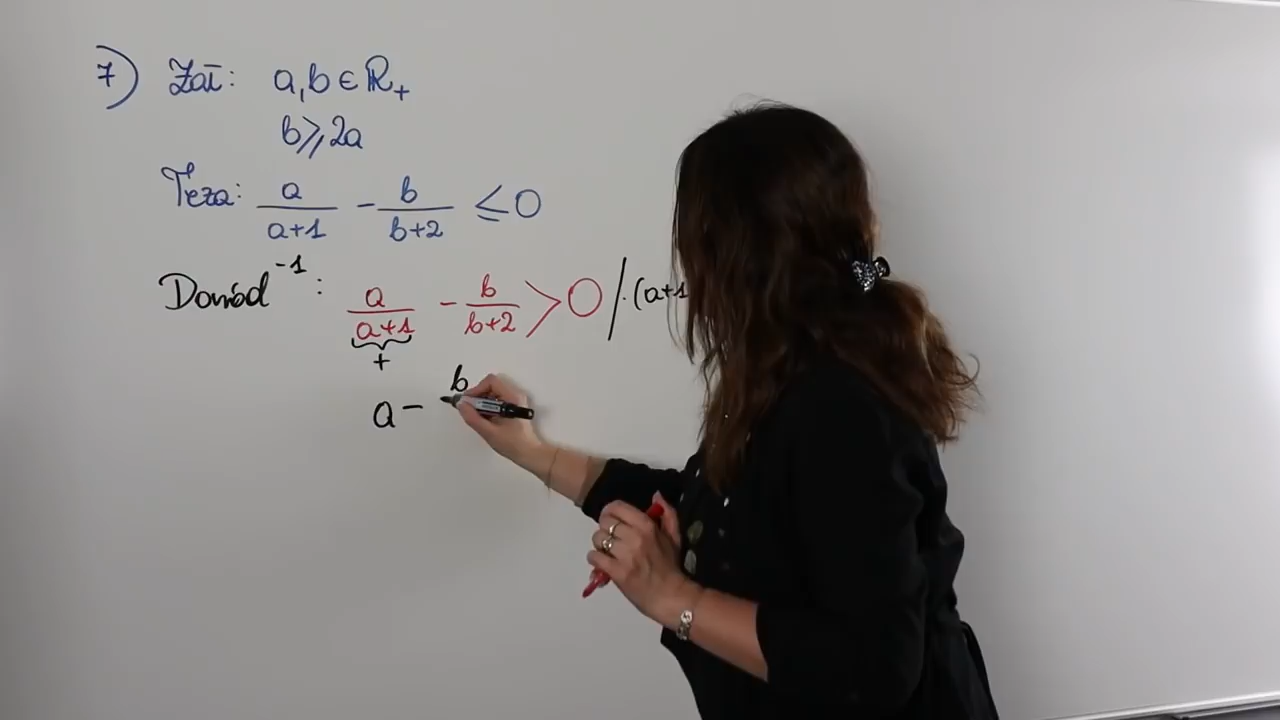 7) Zał: a,b ∈ ℝ₊
b ⩾ 2a
Teza: a/(a+1) - b/(b+2) ≤ 0
Dowód⁻¹: a/(a+1) - b/(b+2) > 0 /·(a+1
+
a - b